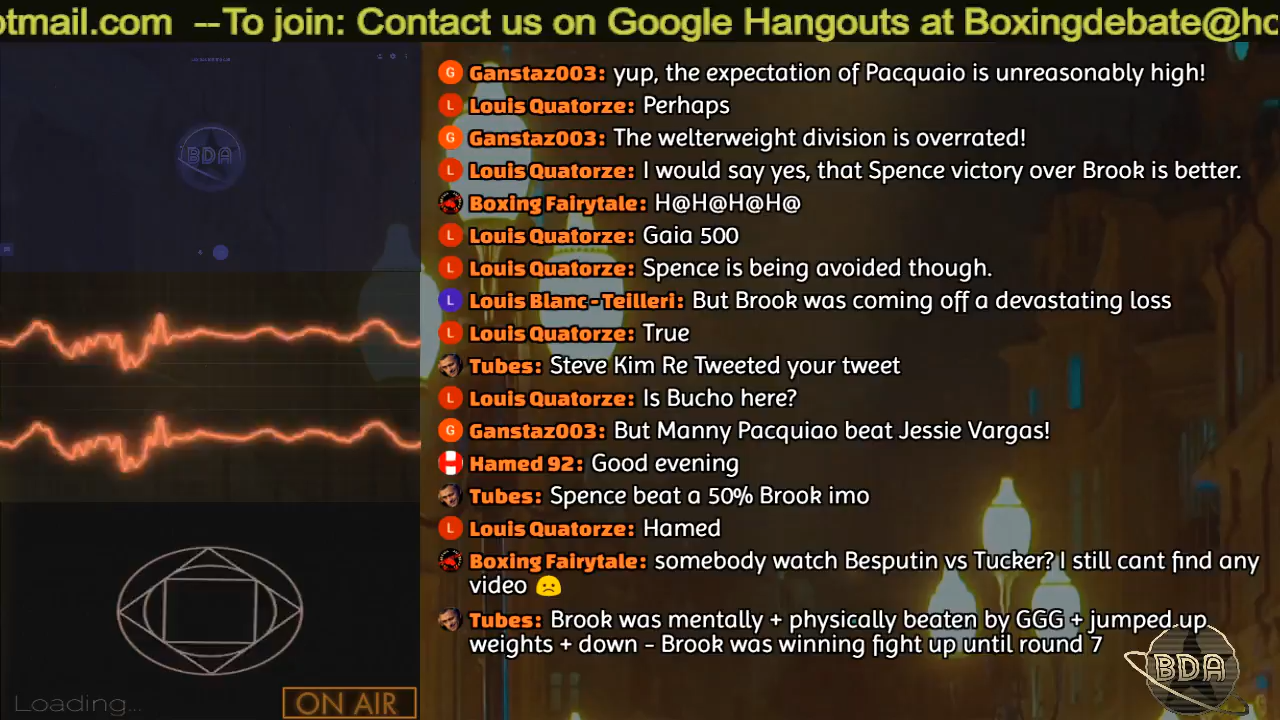 otmail.com --To join: Contact us on Google Hangouts at Boxingdebate@ho
BDA
G Ganstaz003: yup, the expectation of Pacquaio is unreasonably high!
L Louis Quatorze: Perhaps
G Ganstaz003: The welterweight division is overrated!
L Louis Quatorze: I would say yes, that Spence victory over Brook is better.
Boxing Fairytale: H@H@H@H@
L Louis Quatorze: Gaia 500
L Louis Quatorze: Spence is being avoided though.
L Louis Blanc-Teilleri: But Brook was coming off a devastating loss
L Louis Quatorze: True
Tubes: Steve Kim Re Tweeted your tweet
L Louis Quatorze: Is Bucho here?
G Ganstaz003: But Manny Pacquiao beat Jessie Vargas!
Hamed 92: Good evening
Tubes: Spence beat a 50% Brook imo
L Louis Quatorze: Hamed
Boxing Fairytale: somebody watch Besputin vs Tucker? I still cant find any
video 🙁
Tubes: Brook was mentally + physically beaten by GGG + jumped up
weights + down - Brook was winning fight up until round 7
BDA
Loading...
ON AIR